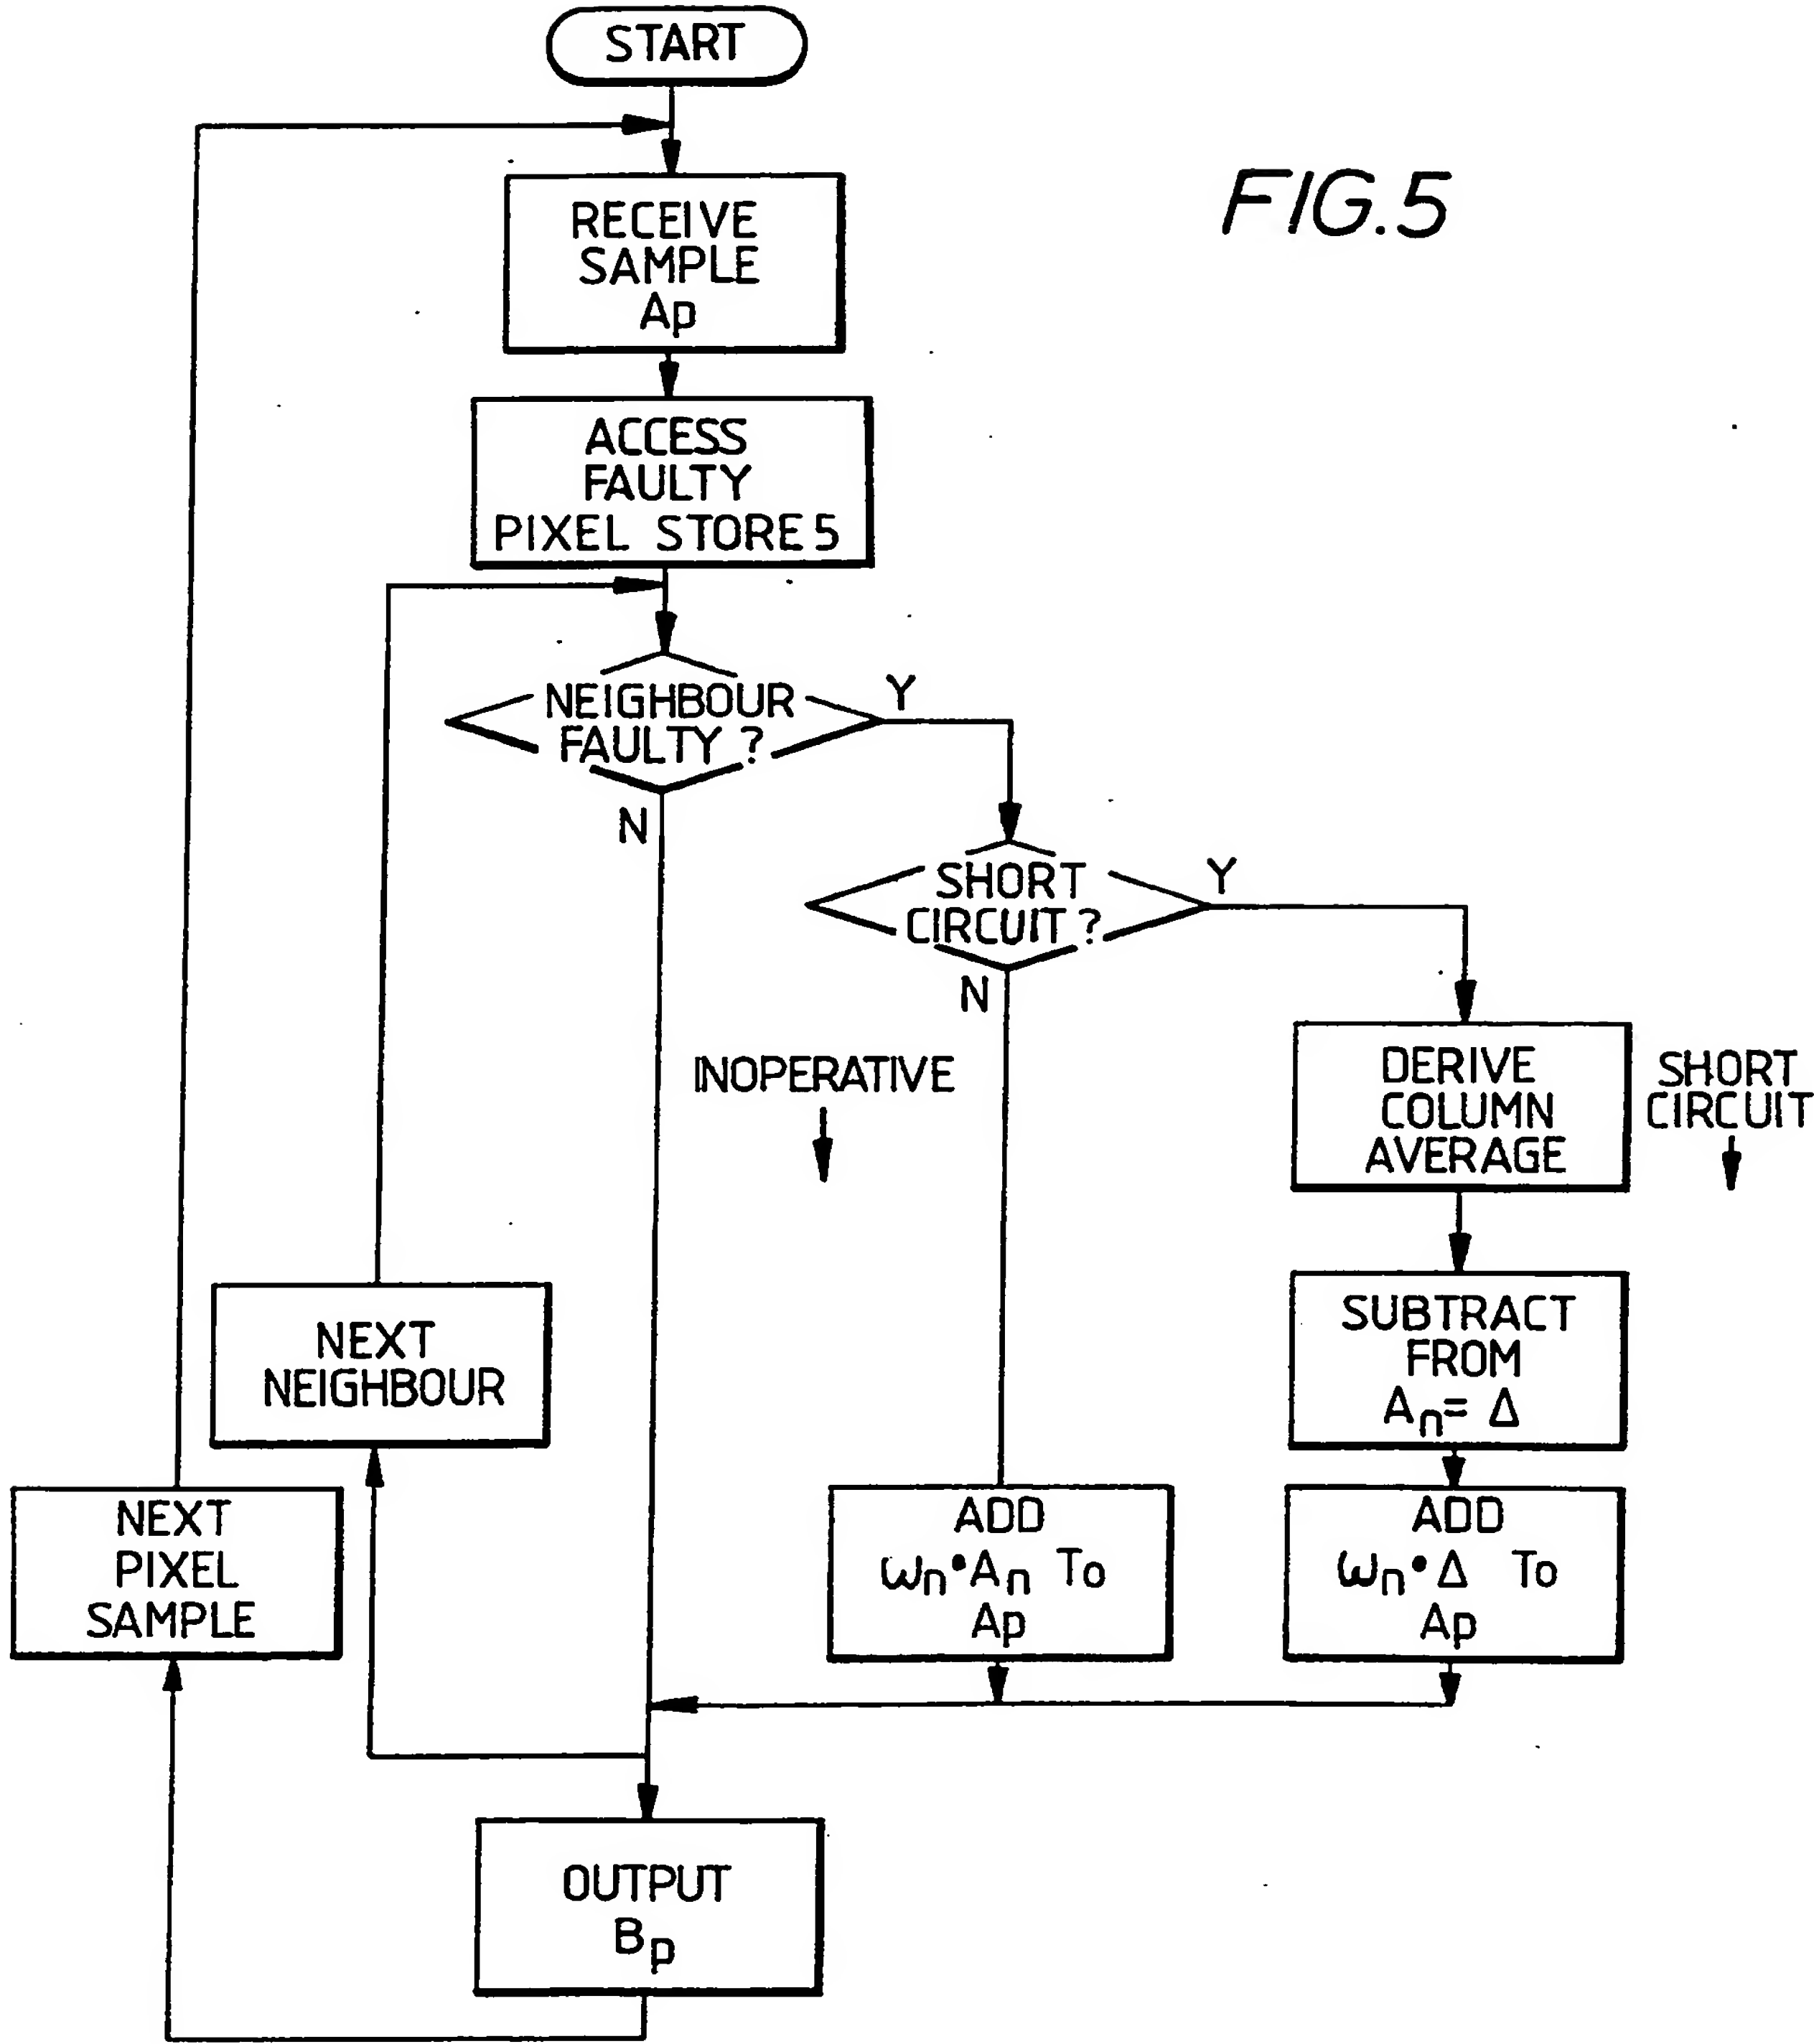 START
FIG.5
RECEIVE
SAMPLE
Ap
ACCESS
FAULTY
PIXEL STORE 5
NEIGHBOUR
FAULTY ?
Y
N
SHORT
CIRCUIT ?
Y
N
INOPERATIVE
DERIVE
COLUMN
AVERAGE
SHORT
CIRCUIT
SUBTRACT
FROM
An= Δ
NEXT
NEIGHBOUR
NEXT
PIXEL
SAMPLE
ADD
ωn•An To
Ap
ADD
ωn•Δ To
Ap
OUTPUT
Bp